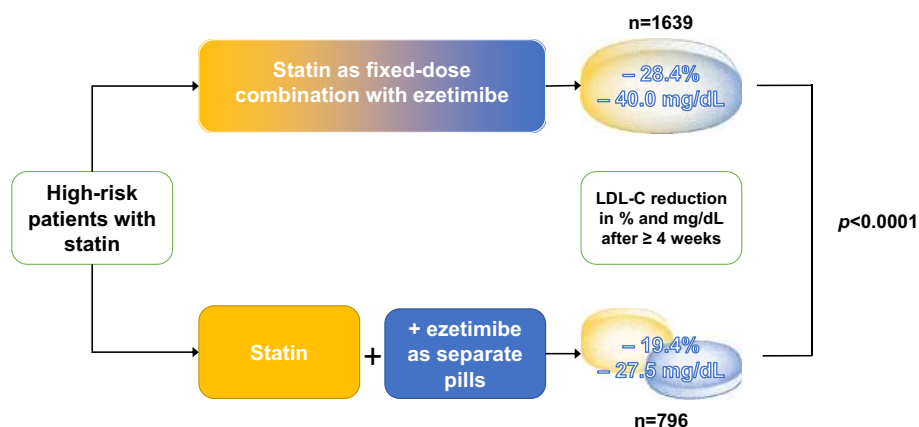 n=1639
Statin as fixed-dose
combination with ezetimibe
– 28.4%
– 40.0 mg/dL
High-risk
patients with
statin
LDL-C reduction
in % and mg/dL
after ≥ 4 weeks
p<0.0001
Statin
+
+ ezetimibe
as separate
pills
– 19.4%
– 27.5 mg/dL
n=796